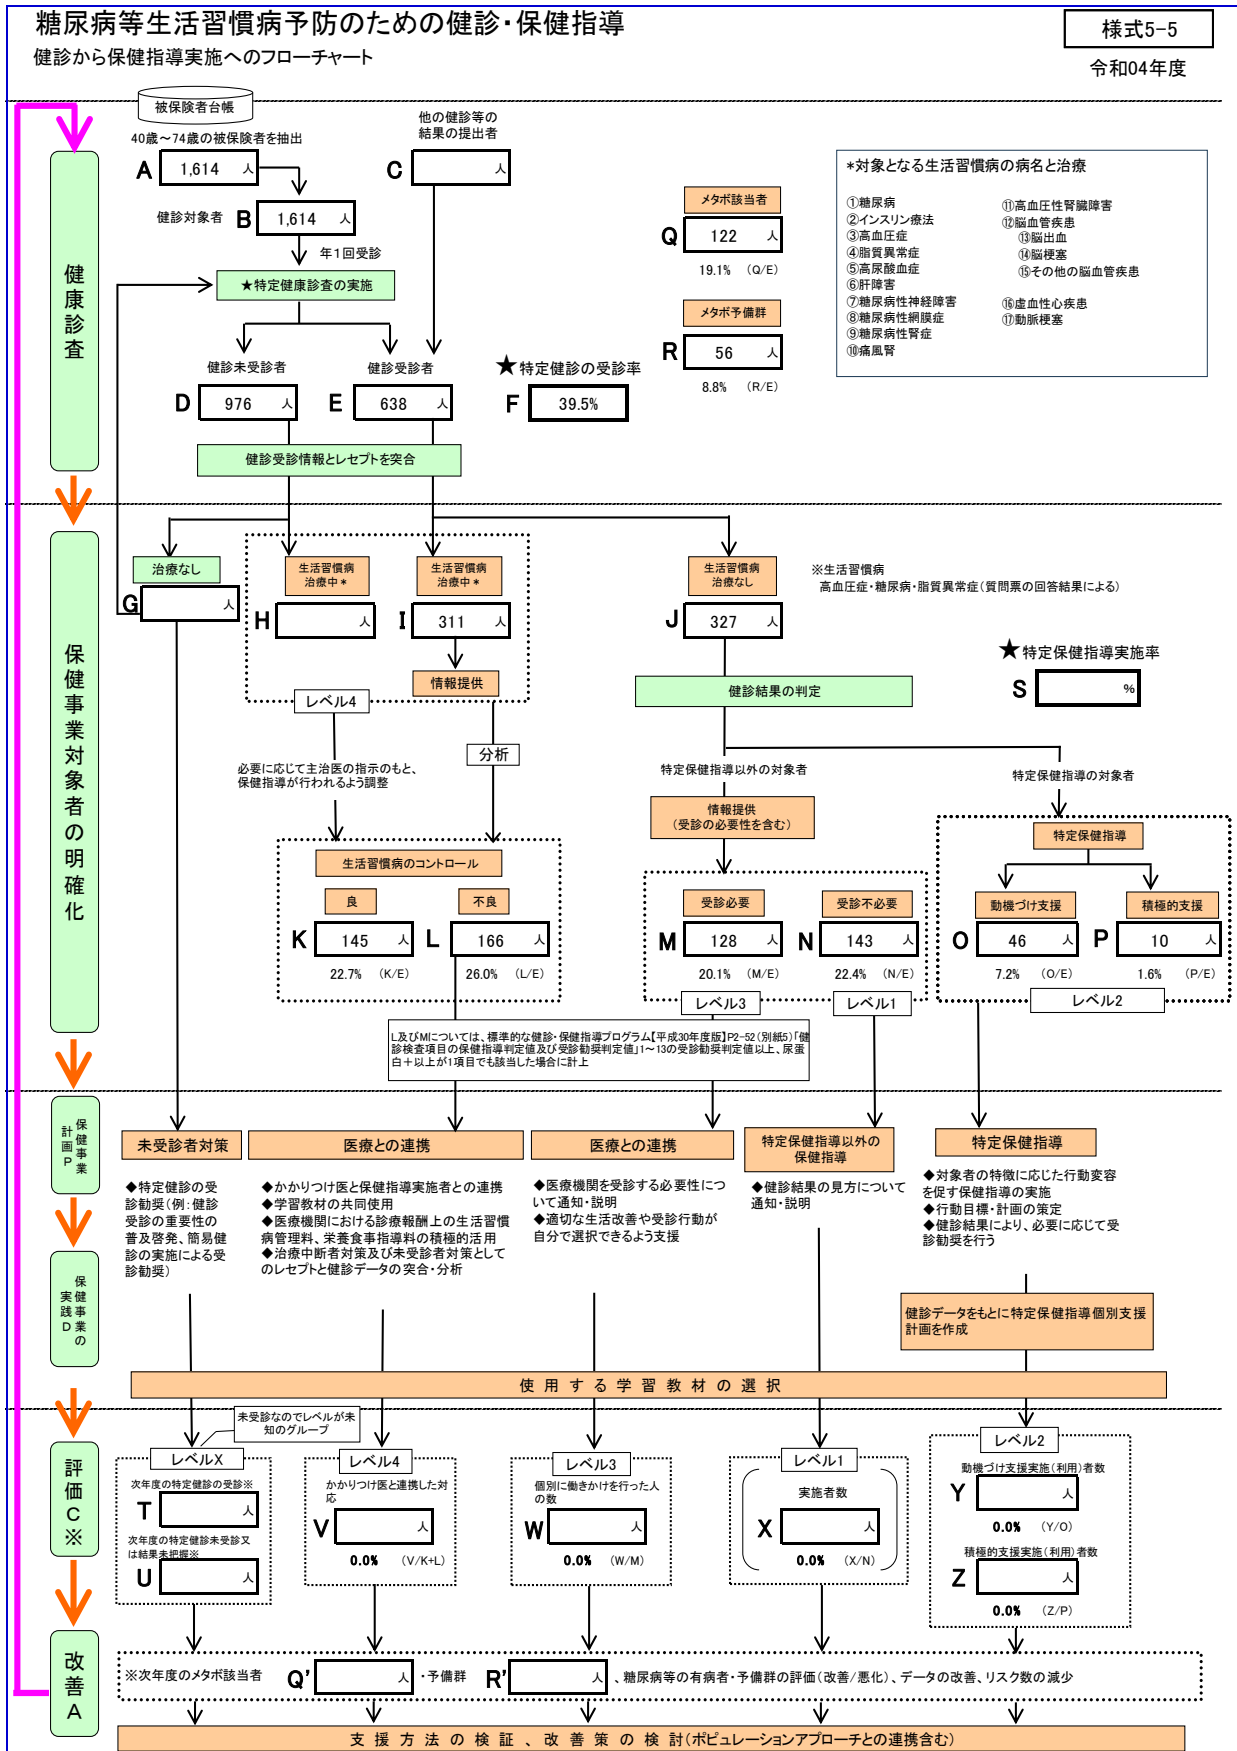 糖尿病等生活習慣病予防のための健診・保健指導
様式5-5
健診から保健指導実施へのフローチャート
令和04年度
被保険者台帳
40歳～74歳の被保険者を抽出
A 1,614 人
他の健診等の
結果の提出者
C 人
健診対象者 B 1,614 人
年1回受診
★特定健康診査の実施
健康診査
メタボ該当者
Q 122 人
19.1% (Q/E)
メタボ予備群
R 56 人
8.8% (R/E)
*対象となる生活習慣病の病名と治療
①糖尿病
②インスリン療法
③高血圧症
④脂質異常症
⑤高尿酸血症
⑥肝障害
⑦糖尿病性神経障害
⑧糖尿病性網膜症
⑨糖尿病性腎症
⑩痛風腎
⑪高血圧性腎臓障害
⑫脳血管疾患
⑬脳出血
⑭脳梗塞
⑮その他の脳血管疾患
⑯虚血性心疾患
⑰動脈梗塞
健診未受診者
D 976 人
健診受診者
E 638 人
★特定健診の受診率
F 39.5%
健診受診情報とレセプトを突合
保健事業対象者の明確化
治療なし
G 人
生活習慣病
治療中*
H 人
生活習慣病
治療中*
I 311 人
情報提供
レベル4
生活習慣病
治療なし
J 327 人
※生活習慣病
高血圧症・糖尿病・脂質異常症(質問票の回答結果による)
★特定保健指導実施率
S %
健診結果の判定
分析
必要に応じて主治医の指示のもと、
保健指導が行われるよう調整
特定保健指導以外の対象者
特定保健指導の対象者
情報提供
(受診の必要性を含む)
特定保健指導
生活習慣病のコントロール
良
K 145 人
22.7% (K/E)
不良
L 166 人
26.0% (L/E)
受診必要
M 128 人
20.1% (M/E)
レベル3
受診不必要
N 143 人
22.4% (N/E)
レベル1
動機づけ支援
O 46 人
7.2% (O/E)
積極的支援
P 10 人
1.6% (P/E)
レベル2
L及びMについては、標準的な健診・保健指導プログラム【平成30年度版】P2-52(別紙5)「健
診検査項目の保健指導判定値及び受診勧奨判定値」1～13の受診勧奨判定値以上、尿蛋
白+以上が1項目でも該当した場合に計上
保健事業
計画P
未受診者対策
◆特定健診の受
診勧奨(例:健診
受診の重要性の
普及啓発、簡易健
診の実施による受
診勧奨)
医療との連携
◆かかりつけ医と保健指導実施者との連携
◆学習教材の共同使用
◆医療機関における診療報酬上の生活習慣
病管理料、栄養食事指導料の積極的活用
◆治療中断者対策及び未受診者対策として
のレセプトと健診データの突合・分析
医療との連携
◆医療機関を受診する必要性につ
いて通知・説明
◆適切な生活改善や受診行動が
自分で選択できるよう支援
特定保健指導以外の
保健指導
◆健診結果の見方について
通知・説明
特定保健指導
◆対象者の特徴に応じた行動変容
を促す保健指導の実施
◆行動目標・計画の策定
◆健診結果により、必要に応じて受
診勧奨を行う
保健事業の
実践D
健診データをもとに特定保健指導個別支援
計画を作成
使用する学習教材の選択
評価C※
未受診なのでレベルが未
知のグループ
レベルX
次年度の特定健診の受診※
T 人
次年度の特定健診未受診又
は結果未把握※
U 人
レベル4
かかりつけ医と連携した対
応
V 人
0.0% (V/K+L)
レベル3
個別に働きかけを行った人
の数
W 人
0.0% (W/M)
レベル1
実施者数
X 人
0.0% (X/N)
レベル2
動機づけ支援実施(利用)者数
Y 人
0.0% (Y/O)
積極的支援実施(利用)者数
Z 人
0.0% (Z/P)
改善A
※次年度のメタボ該当者 Q' 人 ・予備群 R' 人 、糖尿病等の有病者・予備群の評価(改善/悪化)、データの改善、リスク数の減少
支援方法の検証、改善策の検討(ポピュレーションアプローチとの連携含む)